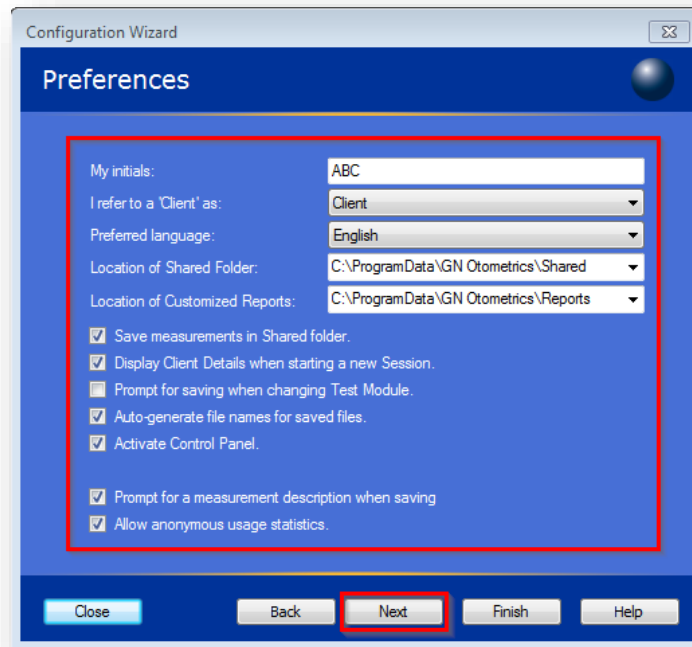 Configuration Wizard
Preferences
My initials: ABC
I refer to a 'Client' as: Client
Preferred language: English
Location of Shared Folder: C:\ProgramData\GN Otometrics\Shared
Location of Customized Reports: C:\ProgramData\GN Otometrics\Reports
Save measurements in Shared folder.
Display Client Details when starting a new Session.
Prompt for saving when changing Test Module.
Auto-generate file names for saved files.
Activate Control Panel.
Prompt for a measurement description when saving
Allow anonymous usage statistics.
Close Back Next Finish Help